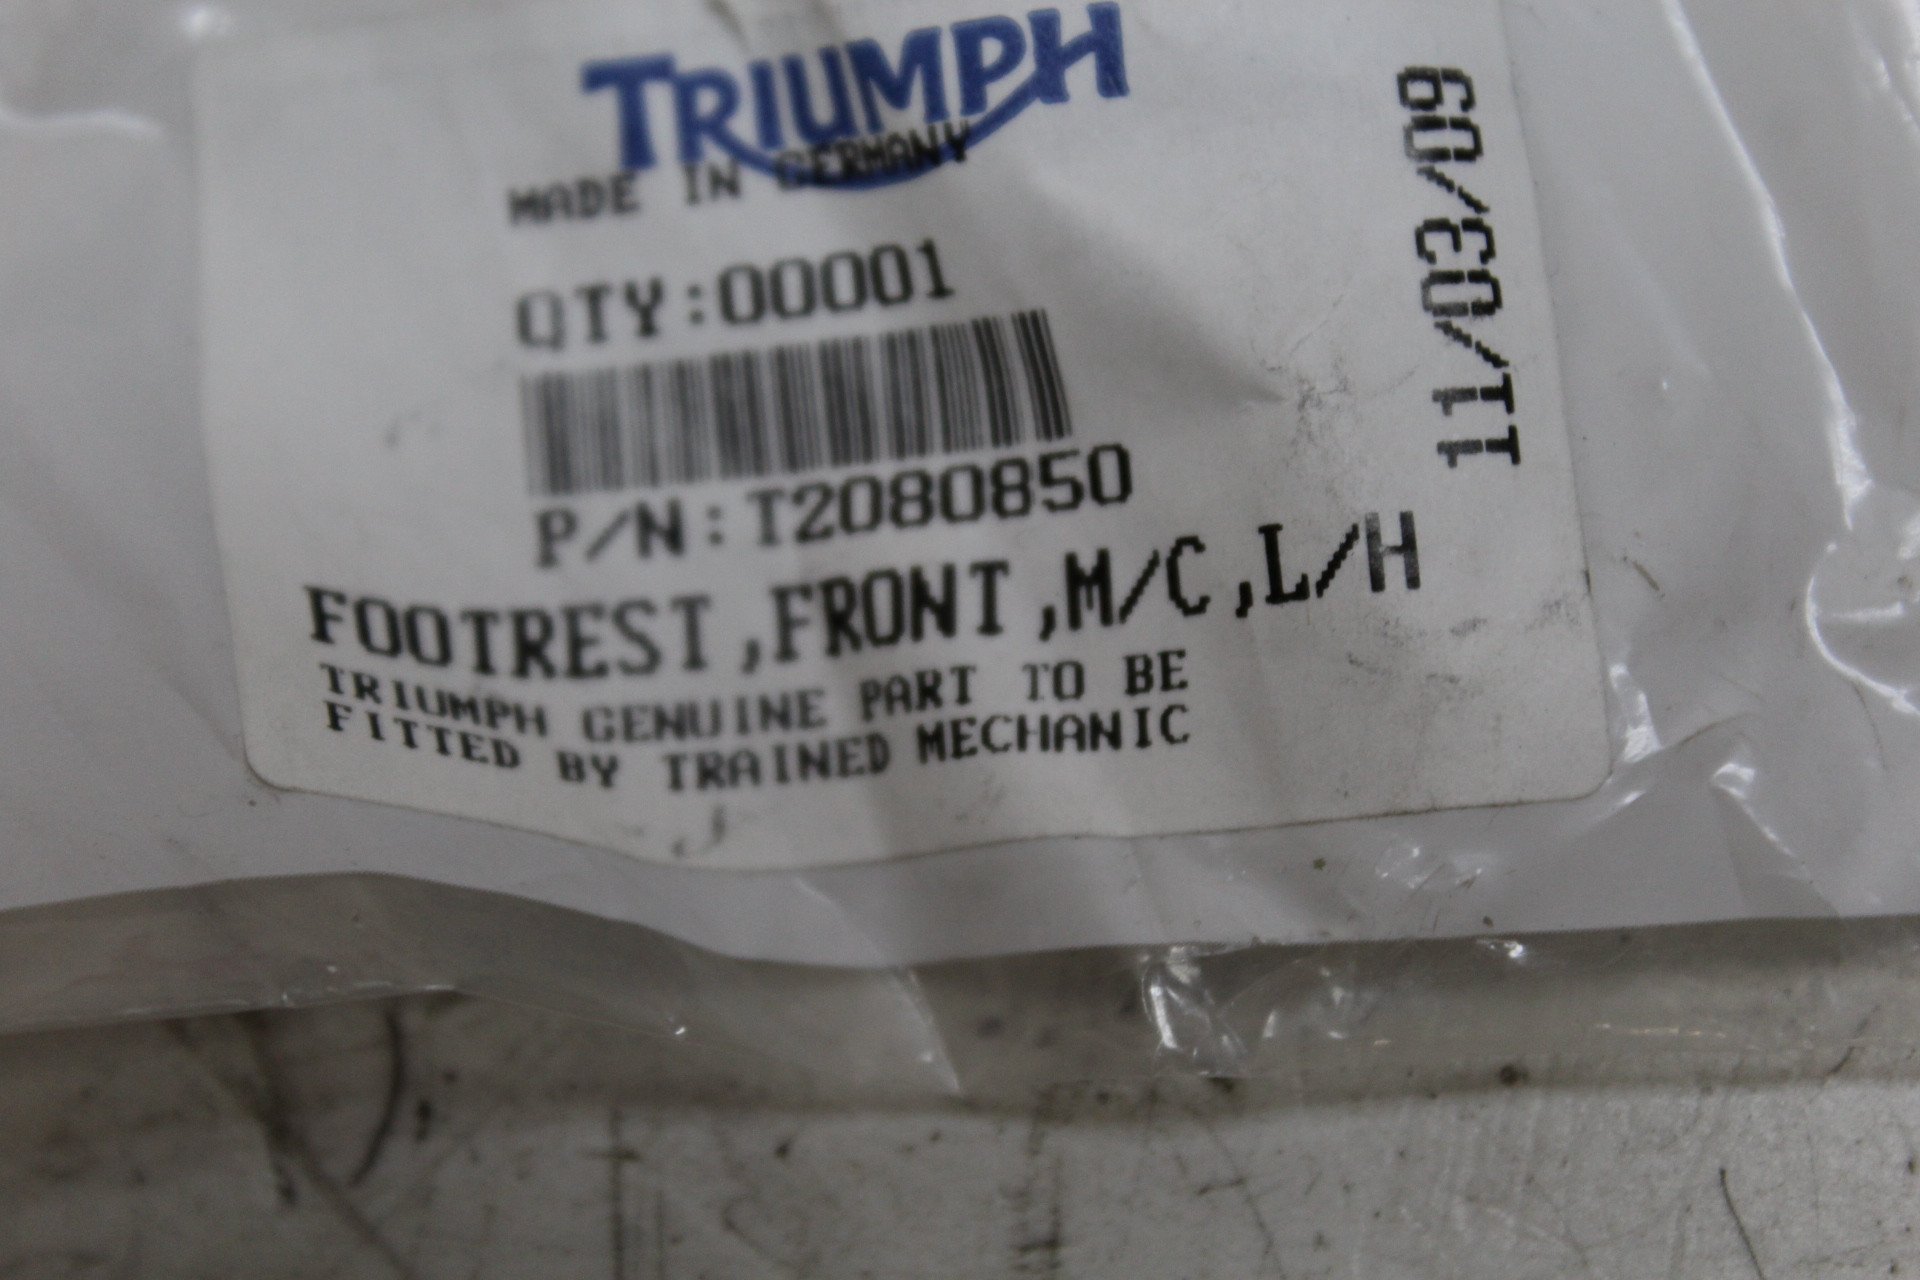 TRIUMPH
MADE IN GERMANY
QTY:00001
P/N:T2080850
FOOTREST,FRONT,M/C,L/H
TRIUMPH GENUINE PART TO BE
FITTED BY TRAINED MECHANIC
11/03/09